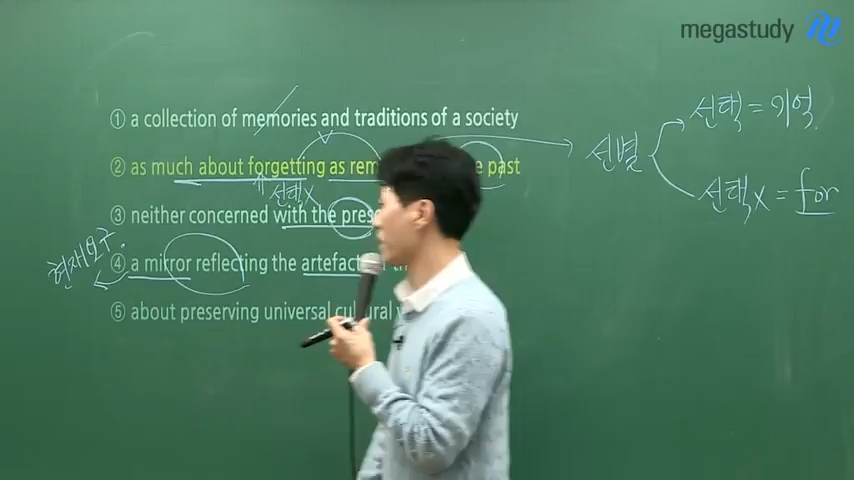 megastudy
① a collection of memories and traditions of a society
② as much about forgetting as rem past
③ neither concerned with the pres
④ a mirror reflecting the artefact
⑤ about preserving universal cultural
선별
선택 = 기억
선택X = for
선택X
현재인구